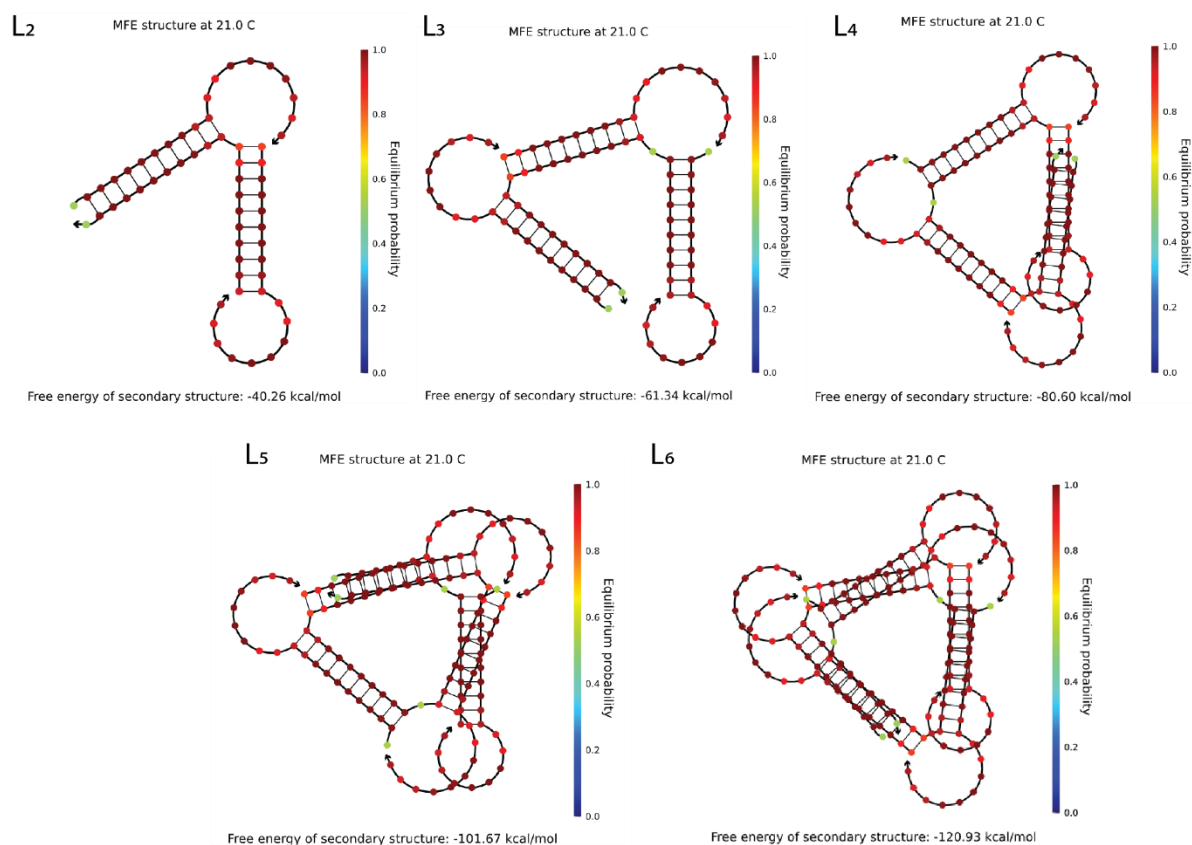 L2
MFE structure at 21.0 C
1.0
0.8
0.6
0.4
0.2
0.0
Equilibrium probability
Free energy of secondary structure: -40.26 kcal/mol
L3
MFE structure at 21.0 C
1.0
0.8
0.6
0.4
0.2
0.0
Equilibrium probability
Free energy of secondary structure: -61.34 kcal/mol
L4
MFE structure at 21.0 C
1.0
0.8
0.6
0.4
0.2
0.0
Equilibrium probability
Free energy of secondary structure: -80.60 kcal/mol
L5
MFE structure at 21.0 C
1.0
0.8
0.6
0.4
0.2
0.0
Equilibrium probability
Free energy of secondary structure: -101.67 kcal/mol
L6
MFE structure at 21.0 C
1.0
0.8
0.6
0.4
0.2
0.0
Equilibrium probability
Free energy of secondary structure: -120.93 kcal/mol